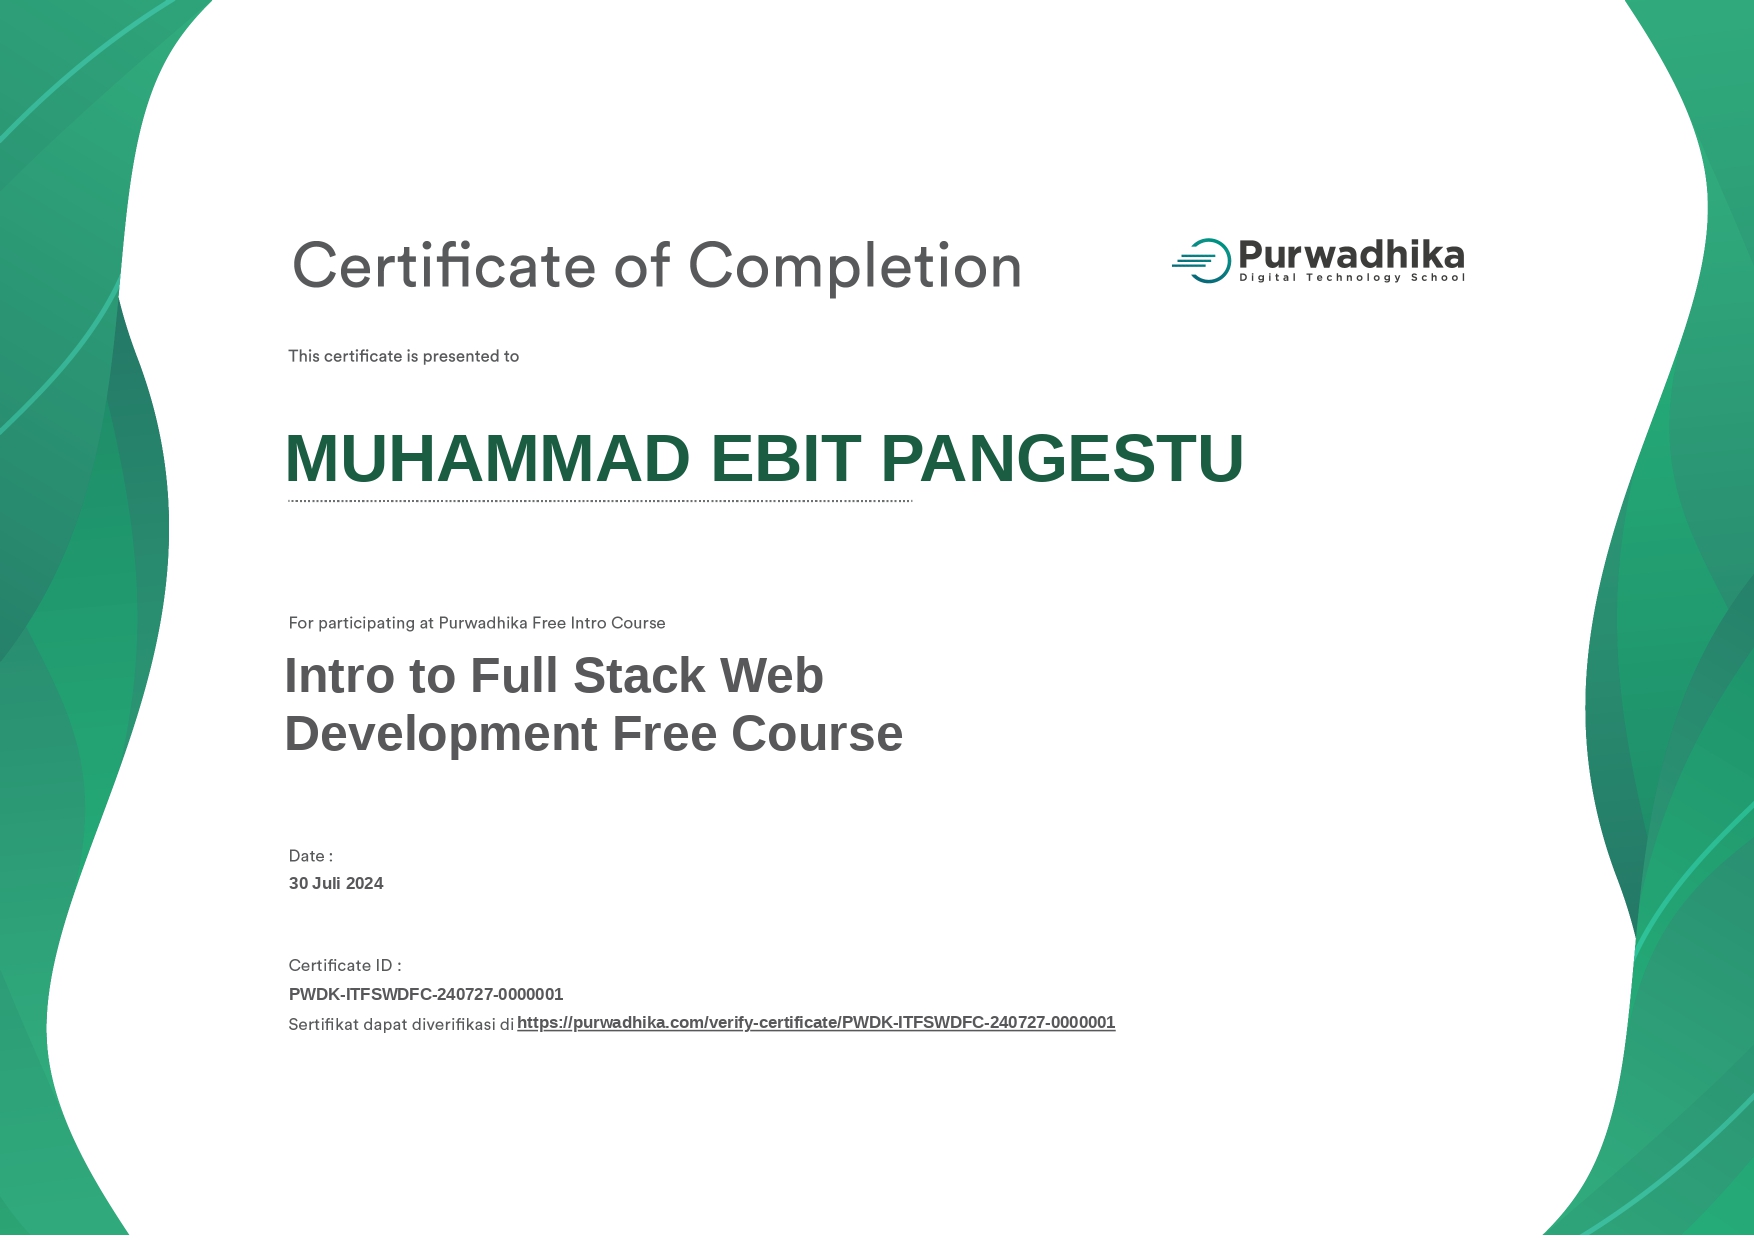 Certificate of Completion
Purwadhika
Digital Technology School
This certificate is presented to
MUHAMMAD EBIT PANGESTU
For participating at Purwadhika Free Intro Course
Intro to Full Stack Web
Development Free Course
Date :
30 Juli 2024
Certificate ID :
PWDK-ITFSWDFC-240727-0000001
Sertifikat dapat diverifikasi di https://purwadhika.com/verify-certificate/PWDK-ITFSWDFC-240727-0000001